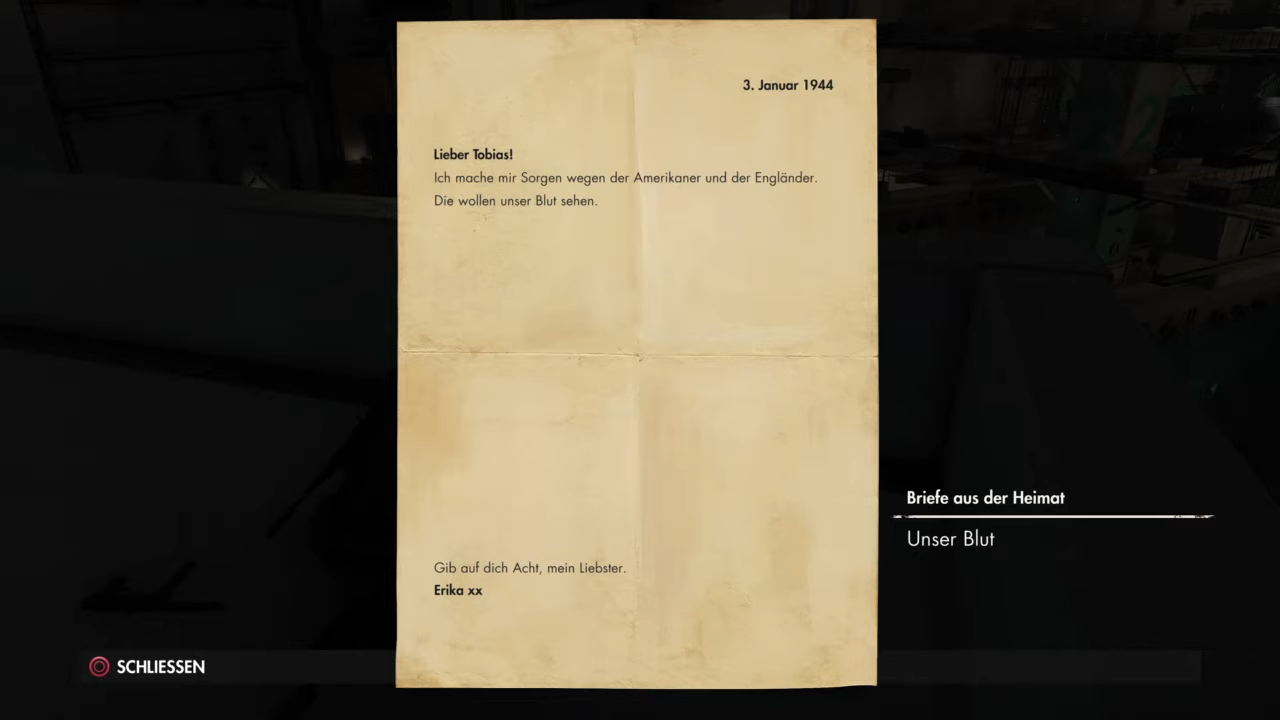 3. Januar 1944
Lieber Tobias!
Ich mache mir Sorgen wegen der Amerikaner und der Engländer.
Die wollen unser Blut sehen.
Gib auf dich Acht, mein Liebster.
Erika xx
Briefe aus der Heimat
Unser Blut
SCHLIESSEN